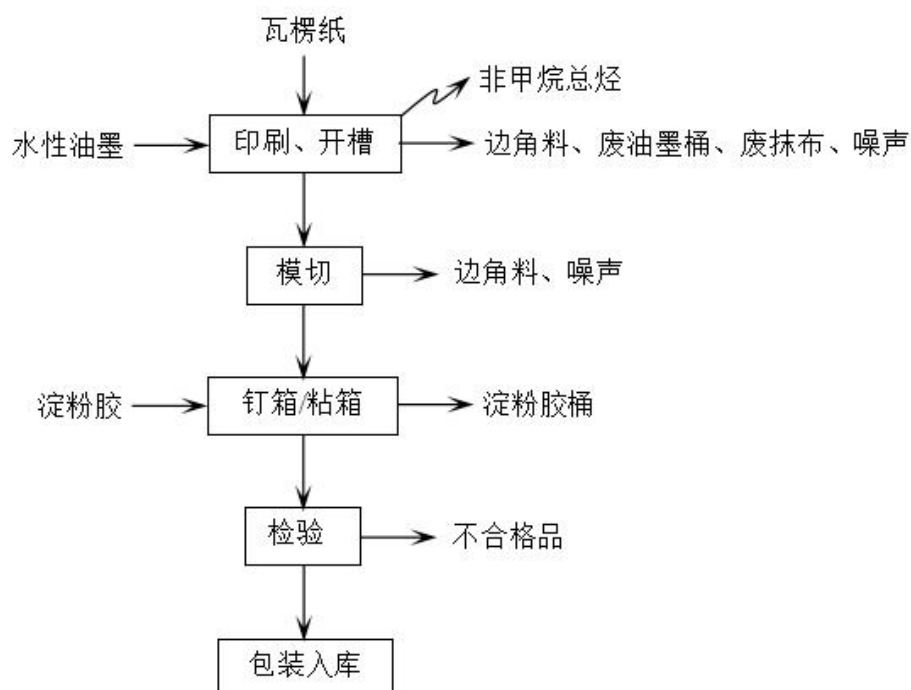 瓦楞纸
非甲烷总烃
水性油墨
印刷、开槽
边角料、废油墨桶、废抹布、噪声
模切
边角料、噪声
淀粉胶
钉箱/粘箱
淀粉胶桶
检验
不合格品
包装入库